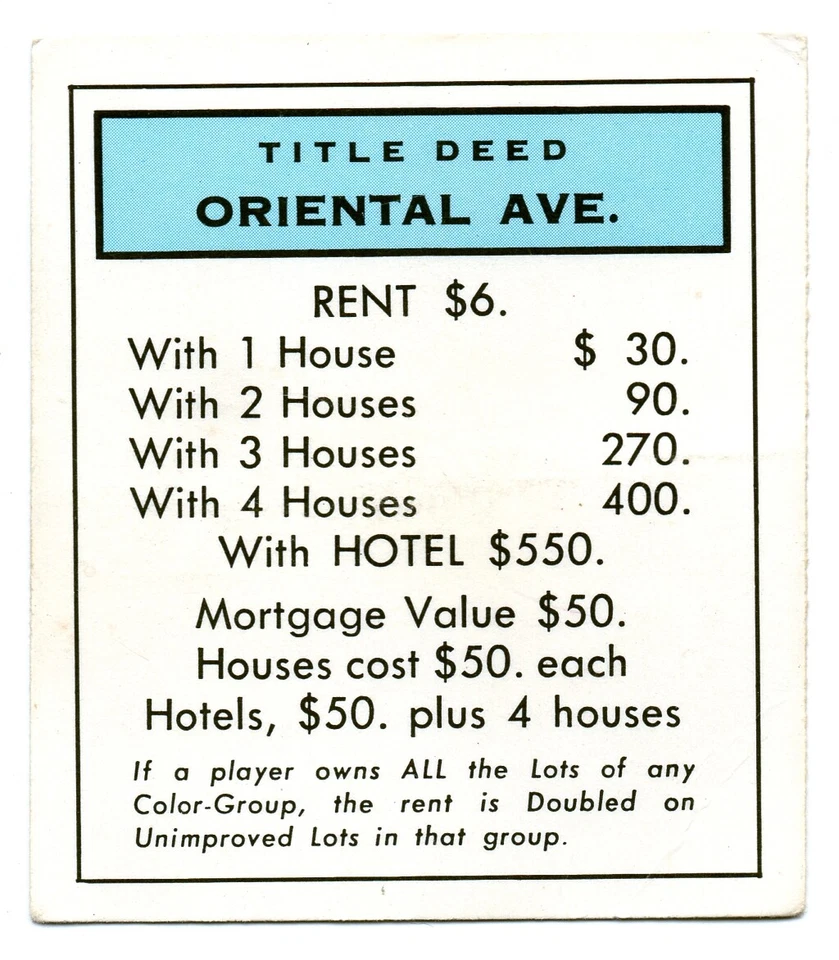 TITLE DEED
ORIENTAL AVE.
RENT $6.
With 1 House $ 30.
With 2 Houses 90.
With 3 Houses 270.
With 4 Houses 400.
With HOTEL $550.
Mortgage Value $50.
Houses cost $50. each
Hotels, $50. plus 4 houses
If a player owns ALL the Lots of any
Color-Group, the rent is Doubled on
Unimproved Lots in that group.